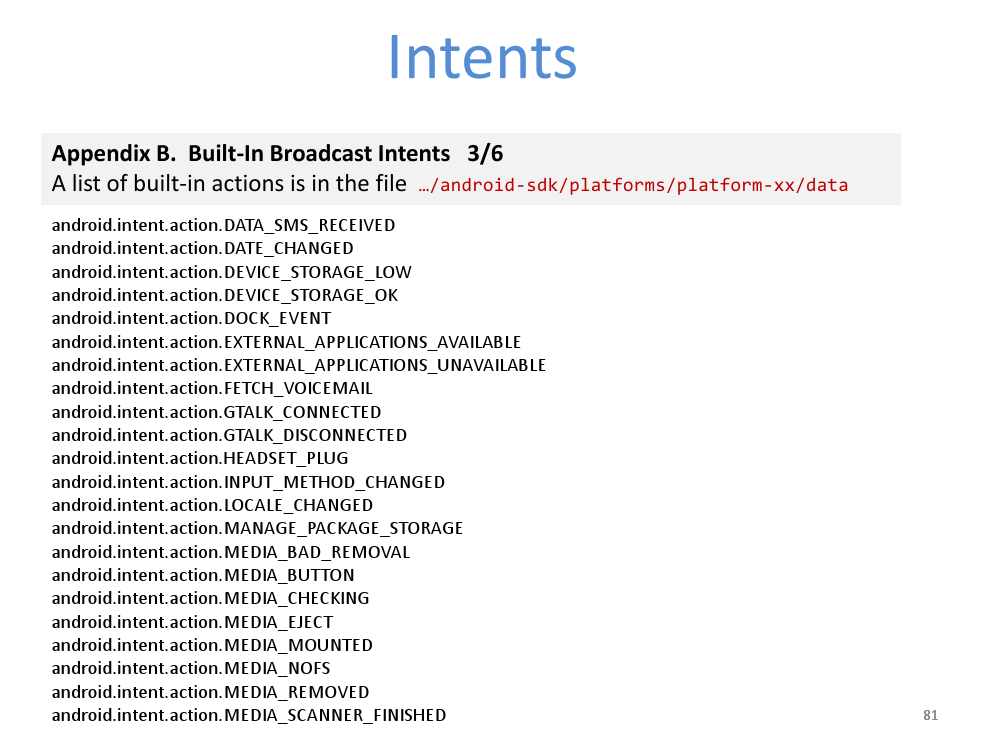 Intents
Appendix B. Built-In Broadcast Intents 3/6
A list of built-in actions is in the file …/android-sdk/platforms/platform-xx/data
android.intent.action.DATA_SMS_RECEIVED
android.intent.action.DATE_CHANGED
android.intent.action.DEVICE_STORAGE_LOW
android.intent.action.DEVICE_STORAGE_OK
android.intent.action.DOCK_EVENT
android.intent.action.EXTERNAL_APPLICATIONS_AVAILABLE
android.intent.action.EXTERNAL_APPLICATIONS_UNAVAILABLE
android.intent.action.FETCH_VOICEMAIL
android.intent.action.GTALK_CONNECTED
android.intent.action.GTALK_DISCONNECTED
android.intent.action.HEADSET_PLUG
android.intent.action.INPUT_METHOD_CHANGED
android.intent.action.LOCALE_CHANGED
android.intent.action.MANAGE_PACKAGE_STORAGE
android.intent.action.MEDIA_BAD_REMOVAL
android.intent.action.MEDIA_BUTTON
android.intent.action.MEDIA_CHECKING
android.intent.action.MEDIA_EJECT
android.intent.action.MEDIA_MOUNTED
android.intent.action.MEDIA_NOFS
android.intent.action.MEDIA_REMOVED
android.intent.action.MEDIA_SCANNER_FINISHED
81